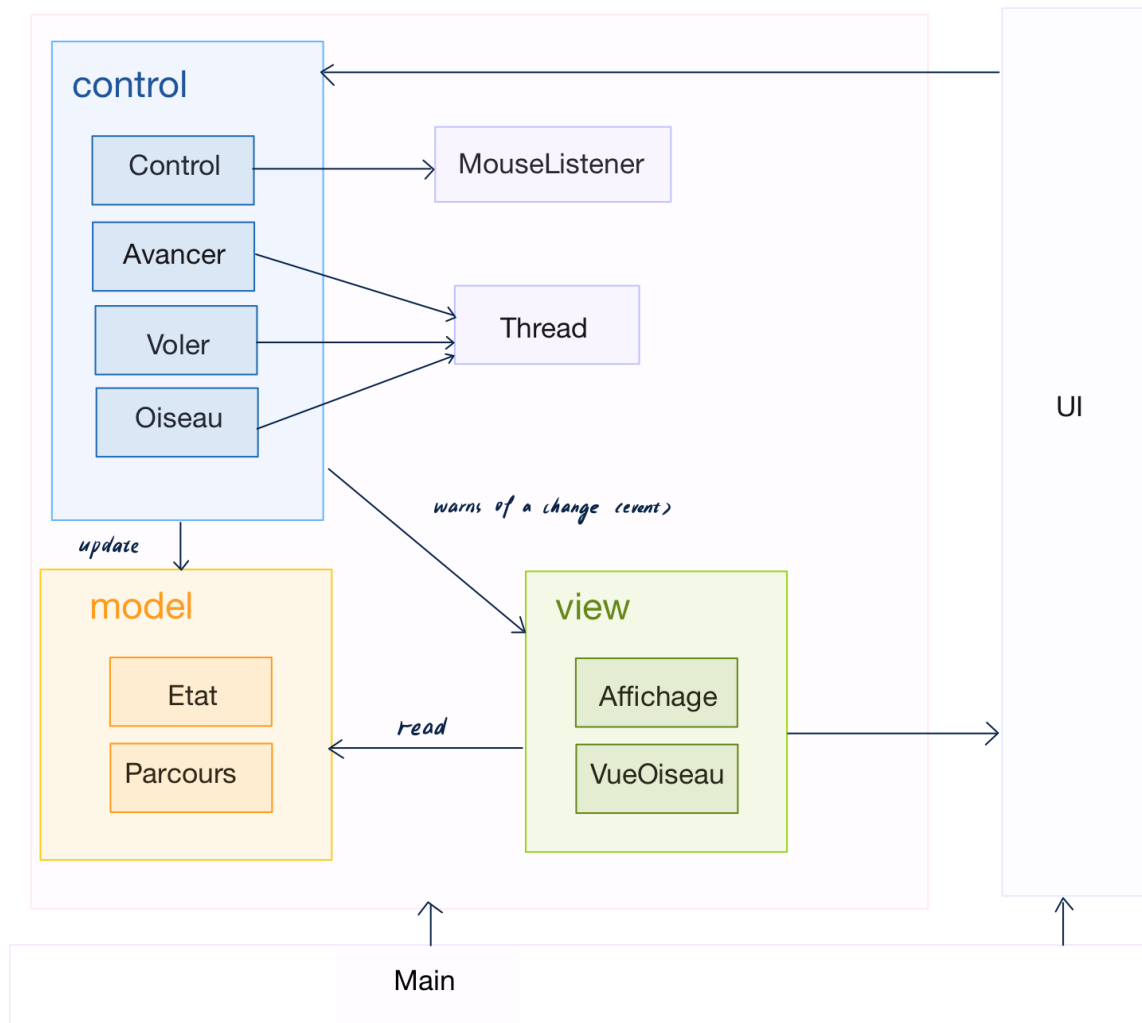 control
Control
MouseListener
Avancer
Thread
Voler
UI
Oiseau
warns of a change (event)
update
model
view
Etat
Affichage
read
Parcours
VueOiseau
Main